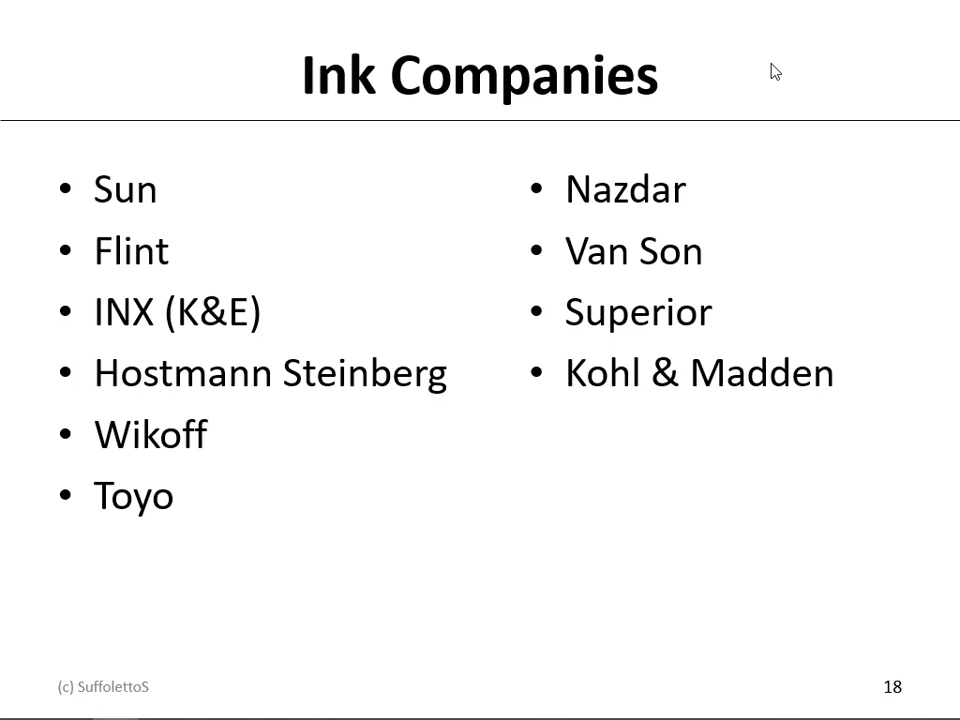 Ink Companies
• Sun
• Flint
• INX (K&E)
• Hostmann Steinberg
• Wikoff
• Toyo
• Nazdar
• Van Son
• Superior
• Kohl & Madden
(c) SuffolettoS
18